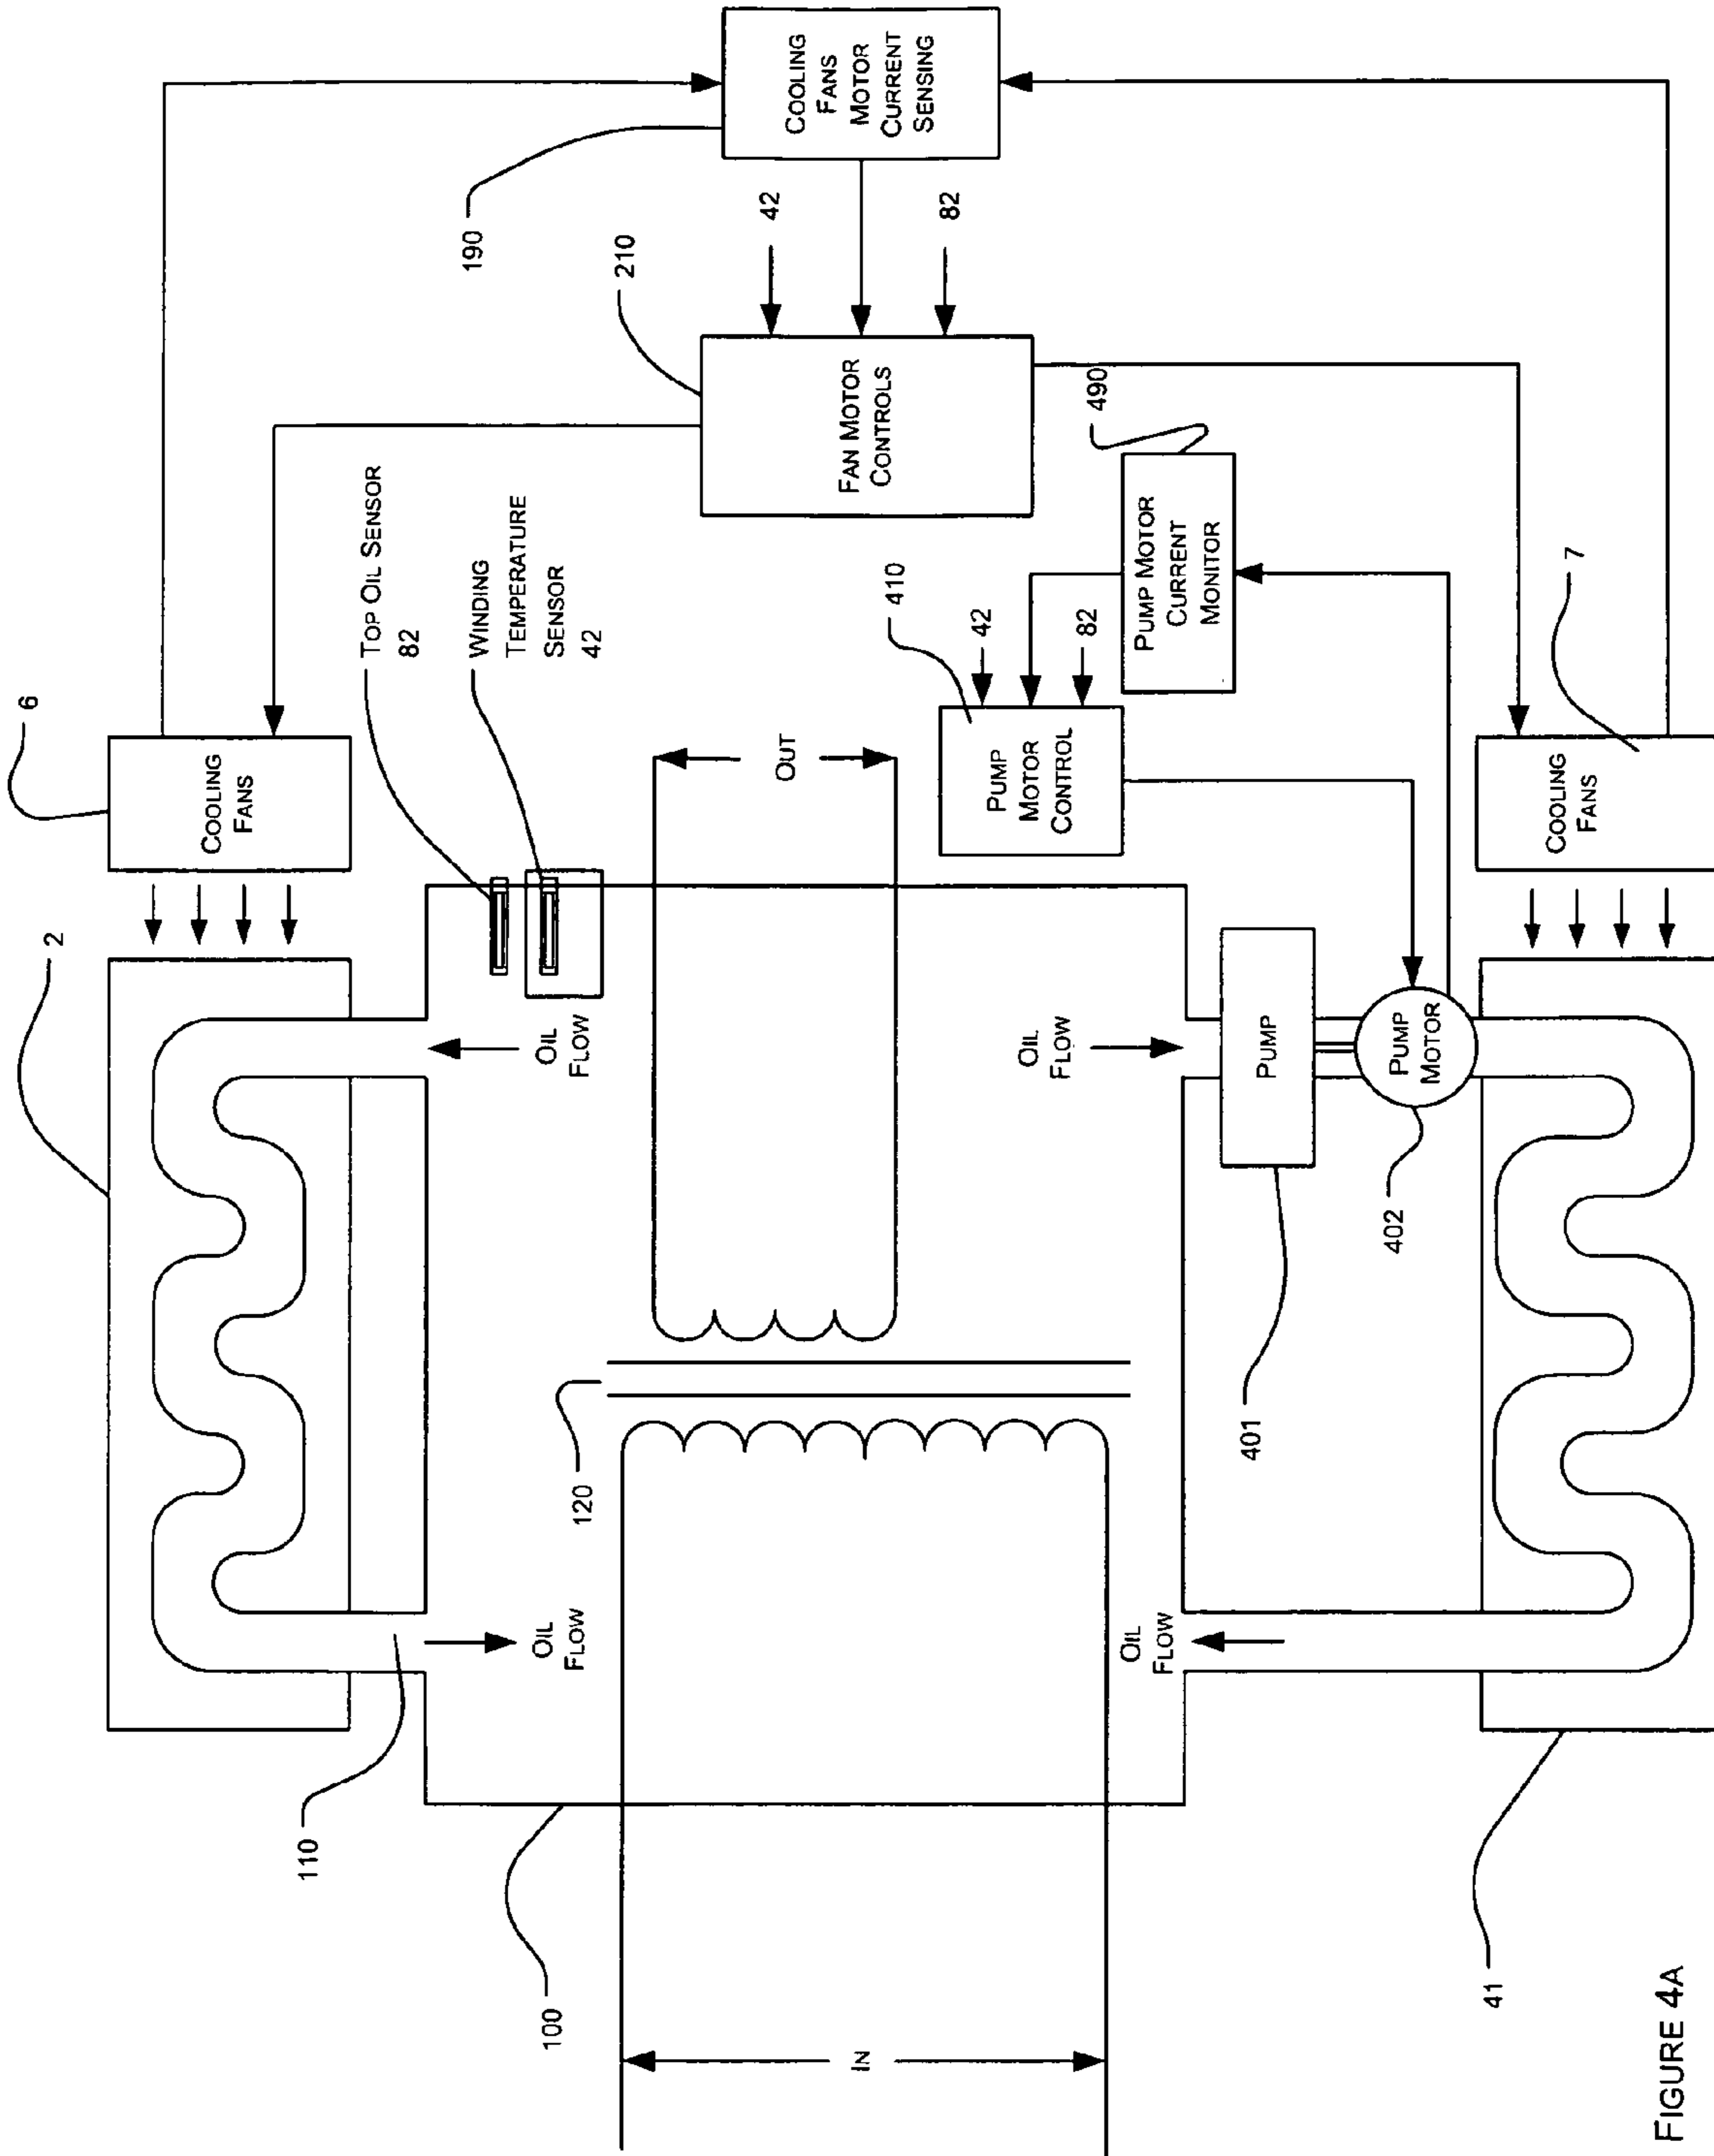 2
6
COOLING
FANS
TOP OIL SENSOR
82
WINDING
TEMPERATURE
SENSOR
42
190
COOLING
FANS
MOTOR
CURRENT
SENSING
210
42
82
FAN MOTOR
CONTROLS
490
PUMP MOTOR
CURRENT
MONITOR
410
42
82
PUMP
MOTOR
CONTROL
7
COOLING
FANS
OIL
FLOW
OIL
FLOW
OUT
PUMP
PUMP
MOTOR
402
401
120
110
OIL
FLOW
OIL
FLOW
100
IN
41
FIGURE 4A